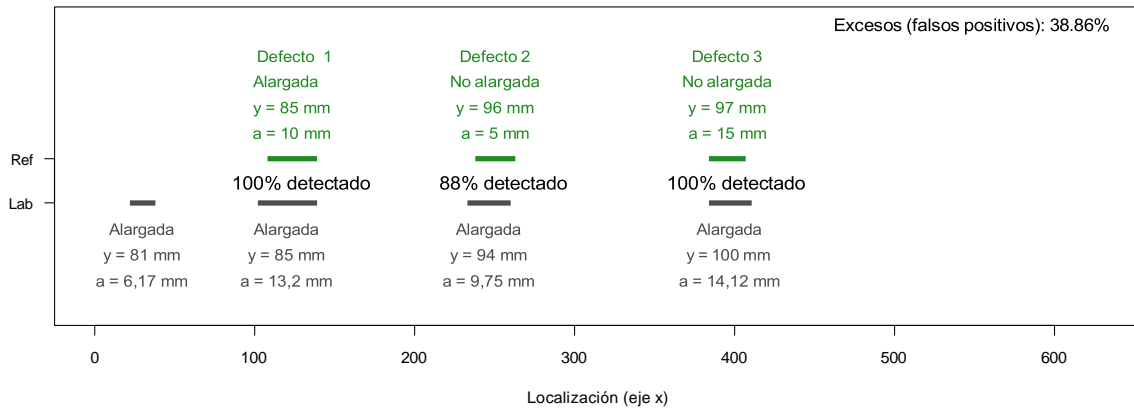 Excesos (falsos positivos): 38.86%
Defecto  1
Alargada
y = 85 mm
a = 10 mm
Defecto 2
No alargada
y = 96 mm
a = 5 mm
Defecto 3
No alargada
y = 97 mm
a = 15 mm
Ref
100% detectado
88% detectado
100% detectado
Lab
Alargada
y = 81 mm
a = 6,17 mm
Alargada
y = 85 mm
a = 13,2 mm
Alargada
y = 94 mm
a = 9,75 mm
Alargada
y = 100 mm
a = 14,12 mm
0 100 200 300 400 500 600
Localización (eje x)